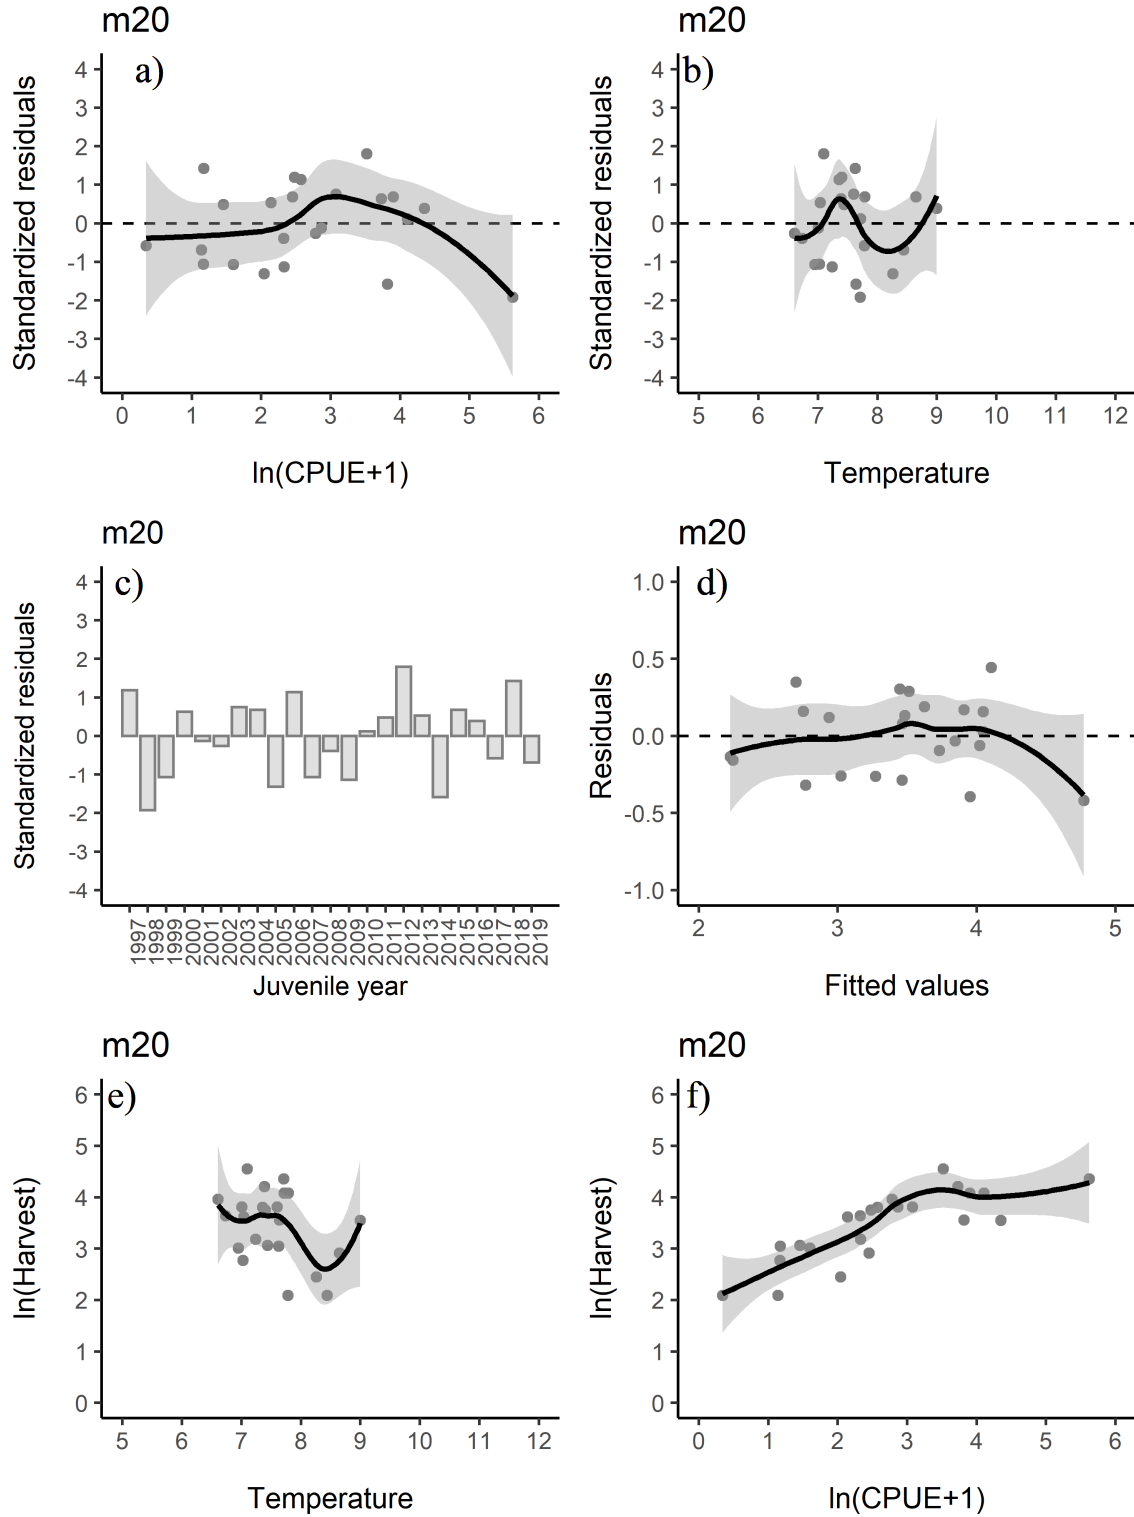 m20
a)
Standardized residuals
4
3
2
1
0
-1
-2
-3
-4
0 1 2 3 4 5 6
ln(CPUE+1)
m20
b)
Standardized residuals
4
3
2
1
0
-1
-2
-3
-4
5 6 7 8 9 10 11 12
Temperature
m20
c)
Standardized residuals
4
3
2
1
0
-1
-2
-3
-4
1997 1998 1999 2000 2001 2002 2003 2004 2005 2006 2007 2008 2009 2010 2011 2012 2013 2014 2015 2016 2017 2018 2019
Juvenile year
m20
d)
Residuals
1.0
0.5
0.0
-0.5
-1.0
2 3 4 5
Fitted values
m20
e)
ln(Harvest)
6
5
4
3
2
1
0
5 6 7 8 9 10 11 12
Temperature
m20
f)
ln(Harvest)
6
5
4
3
2
1
0
0 1 2 3 4 5 6
ln(CPUE+1)